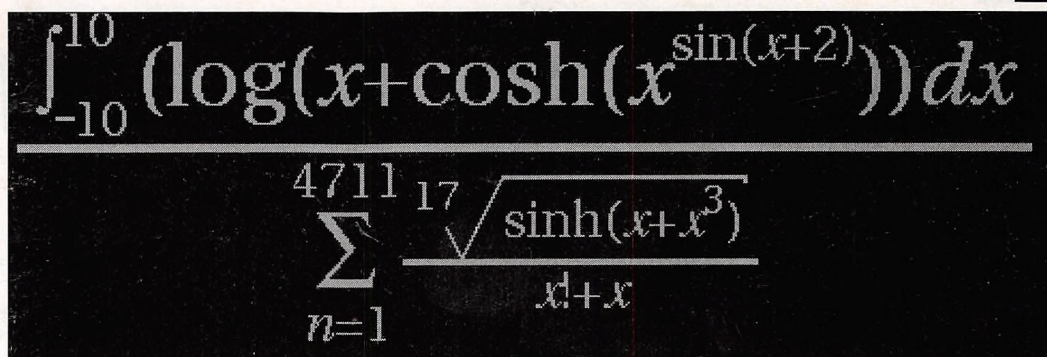 ∫_{-10}^{10} (log(x+cosh(x^{sin(x+2)})))dx
4711 17√sinh(x+x^3)
∑
x!+x
n=1